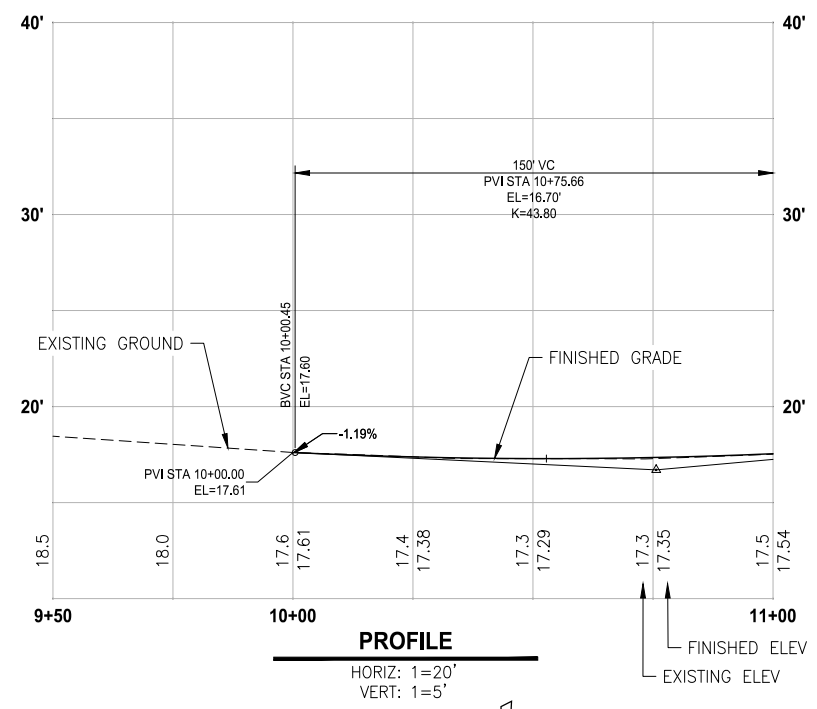 40'
40'
150' VC
PVI STA 10+75.66
EL=16.70'
K=43.80
30'
30'
BVC STA 10+00.45
EL=17.60
EXISTING GROUND
FINISHED GRADE
20'
20'
-1.19%
PVI STA 10+00.00
EL=17.61
18.5
18.0
17.6
17.61
17.4
17.38
17.3
17.29
17.3
17.35
17.5
17.54
9+50
10+00
11+00
PROFILE
HORIZ: 1=20'
VERT: 1=5'
FINISHED ELEV
EXISTING ELEV